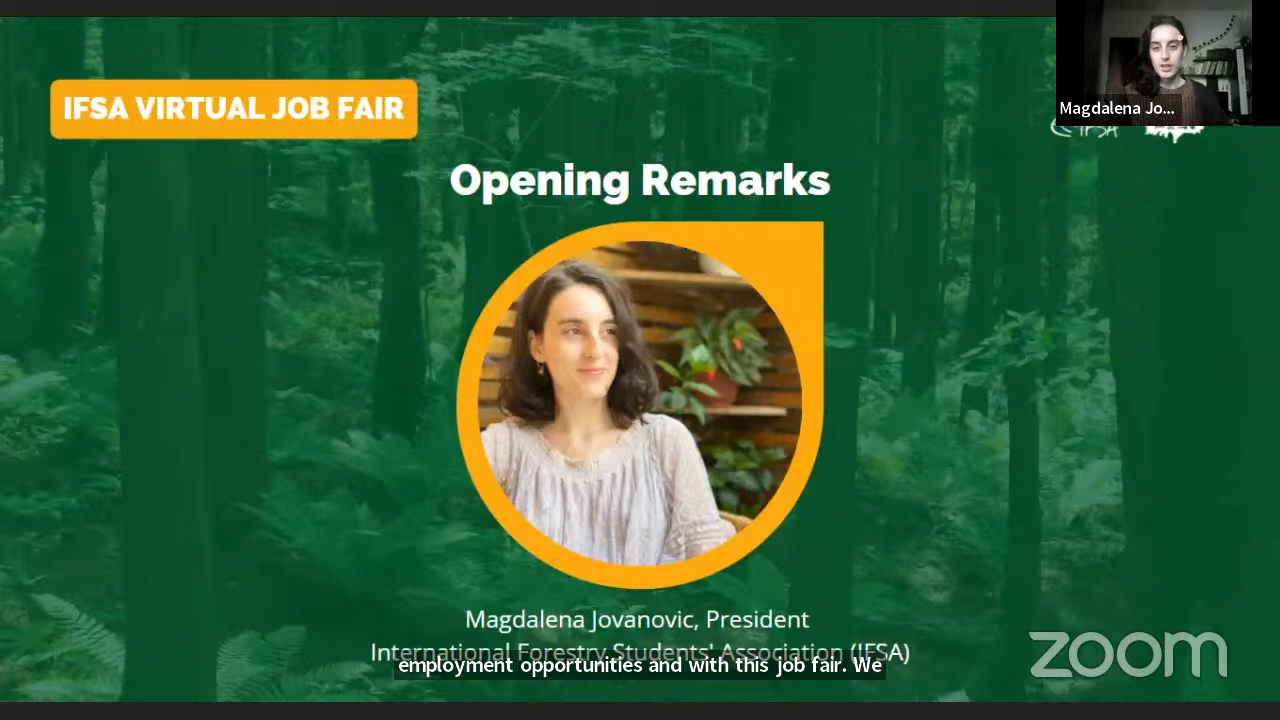 IFSA VIRTUAL JOB FAIR
Magdalena Jo...
IFSA
Opening Remarks
Magdalena Jovanovic, President
International Forestry Students' Association (IFSA)
employment opportunities and with this job fair. We
zoom